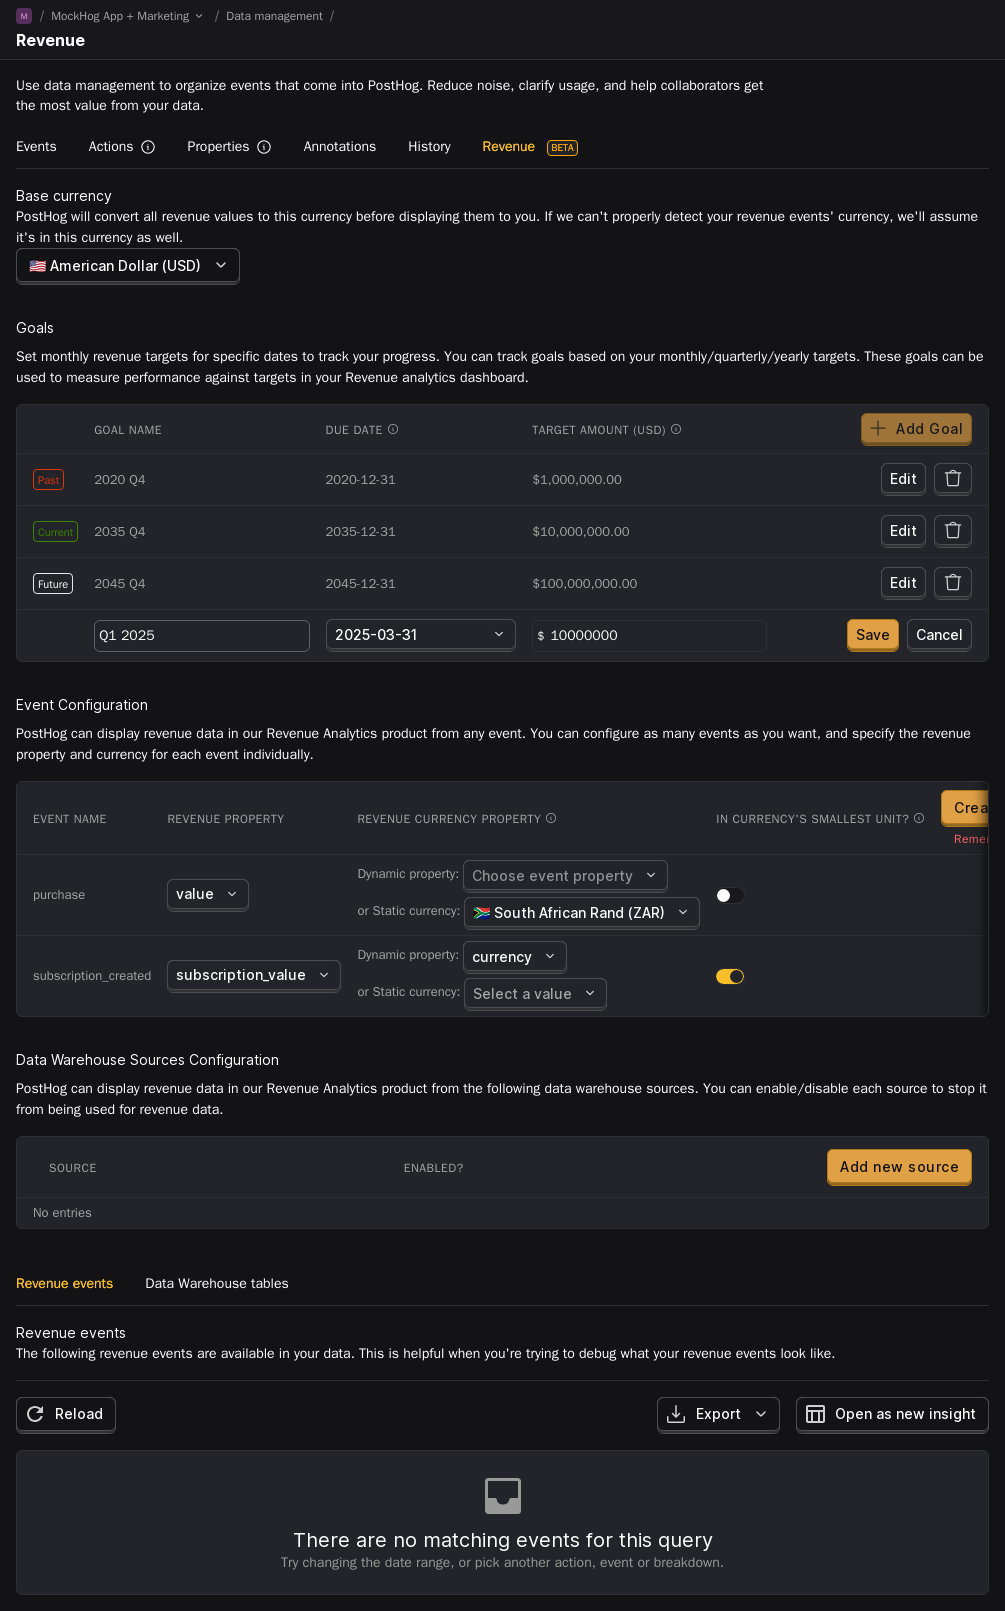 M / MockHog App + Marketing / Data management /
Revenue
Use data management to organize events that come into PostHog. Reduce noise, clarify usage, and help collaborators get
the most value from your data.
Events Actions Properties Annotations History Revenue BETA
Base currency
PostHog will convert all revenue values to this currency before displaying them to you. If we can't properly detect your revenue events' currency, we'll assume
it's in this currency as well.
🇺🇸 American Dollar (USD)
Goals
Set monthly revenue targets for specific dates to track your progress. You can track goals based on your monthly/quarterly/yearly targets. These goals can be
used to measure performance against targets in your Revenue analytics dashboard.
GOAL NAME DUE DATE TARGET AMOUNT (USD) Add Goal
Past 2020 Q4 2020-12-31 $1,000,000.00 Edit
Current 2035 Q4 2035-12-31 $10,000,000.00 Edit
Future 2045 Q4 2045-12-31 $100,000,000.00 Edit
Q1 2025 2025-03-31 $ 10000000 Save Cancel
Event Configuration
PostHog can display revenue data in our Revenue Analytics product from any event. You can configure as many events as you want, and specify the revenue
property and currency for each event individually.
EVENT NAME REVENUE PROPERTY REVENUE CURRENCY PROPERTY IN CURRENCY'S SMALLEST UNIT? Crea
Remem
purchase value Dynamic property: Choose event property
or Static currency: 🇿🇦 South African Rand (ZAR)
subscription_created subscription_value Dynamic property: currency
or Static currency: Select a value
Data Warehouse Sources Configuration
PostHog can display revenue data in our Revenue Analytics product from the following data warehouse sources. You can enable/disable each source to stop it
from being used for revenue data.
SOURCE ENABLED? Add new source
No entries
Revenue events Data Warehouse tables
Revenue events
The following revenue events are available in your data. This is helpful when you're trying to debug what your revenue events look like.
Reload Export Open as new insight
There are no matching events for this query
Try changing the date range, or pick another action, event or breakdown.